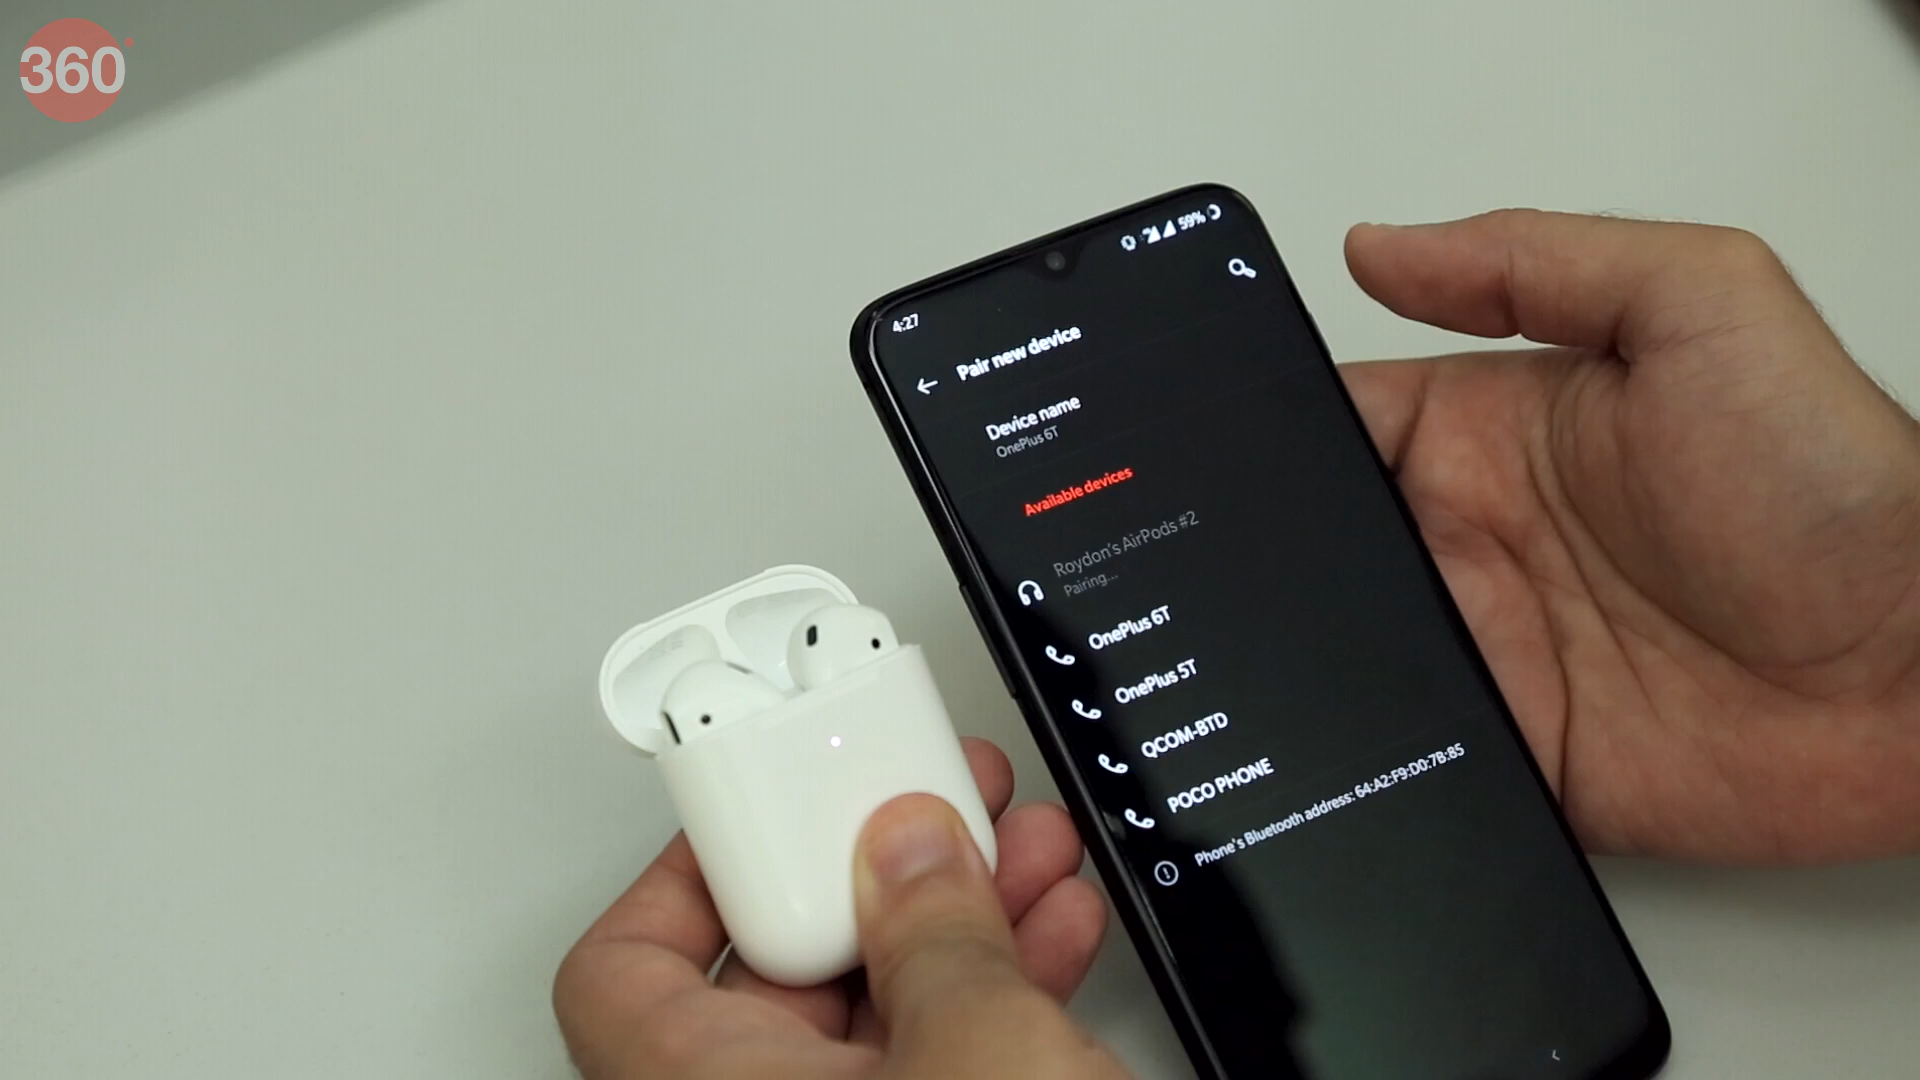 360
59%
4:27
Pair new device
Device name
OnePlus 6T
Available devices
Roydon's AirPods #2
Pairing...
OnePlus 6T
OnePlus 5T
QCOM-BTD
POCO PHONE
Phone's Bluetooth address: 64:A2:F9:D0:7B:85